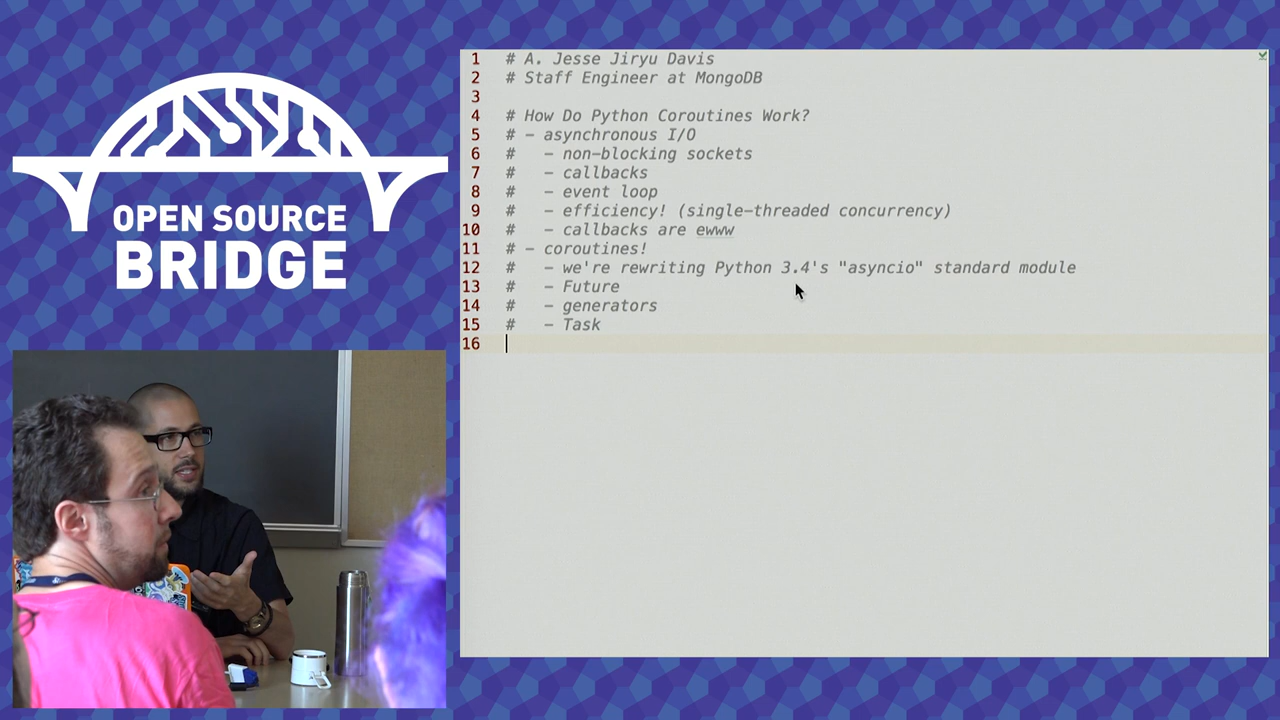 OPEN SOURCE
BRIDGE
1 # A. Jesse Jiryu Davis
2 # Staff Engineer at MongoDB
3
4 # How Do Python Coroutines Work?
5 # - asynchronous I/O
6 #   - non-blocking sockets
7 #   - callbacks
8 #   - event loop
9 #   - efficiency! (single-threaded concurrency)
10 #   - callbacks are ewww
11 # - coroutines!
12 #   - we're rewriting Python 3.4's "asyncio" standard module
13 #   - Future
14 #   - generators
15 #   - Task
16